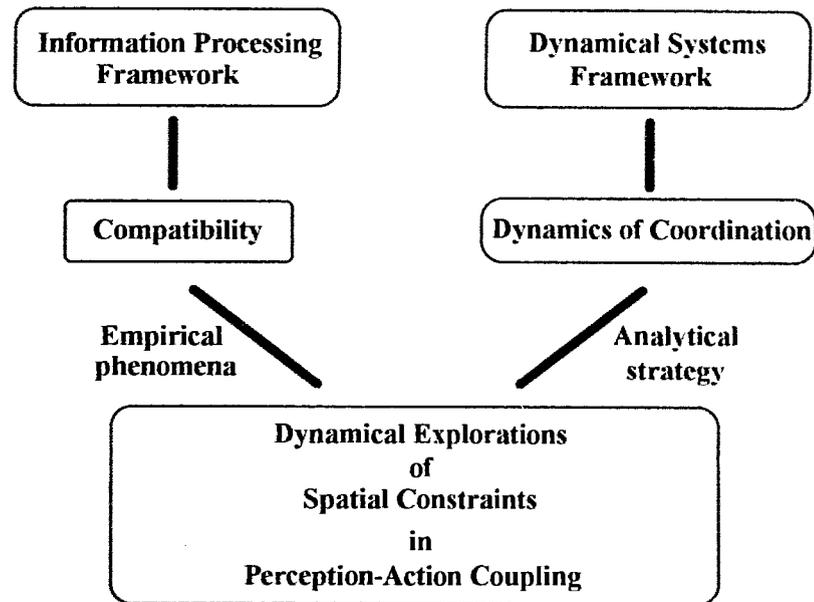 Information Processing
Framework
Dynamical Systems
Framework
Compatibility
Dynamics of Coordination
Empirical
phenomena
Analytical
strategy
Dynamical Explorations
of
Spatial Constraints
in
Perception-Action Coupling